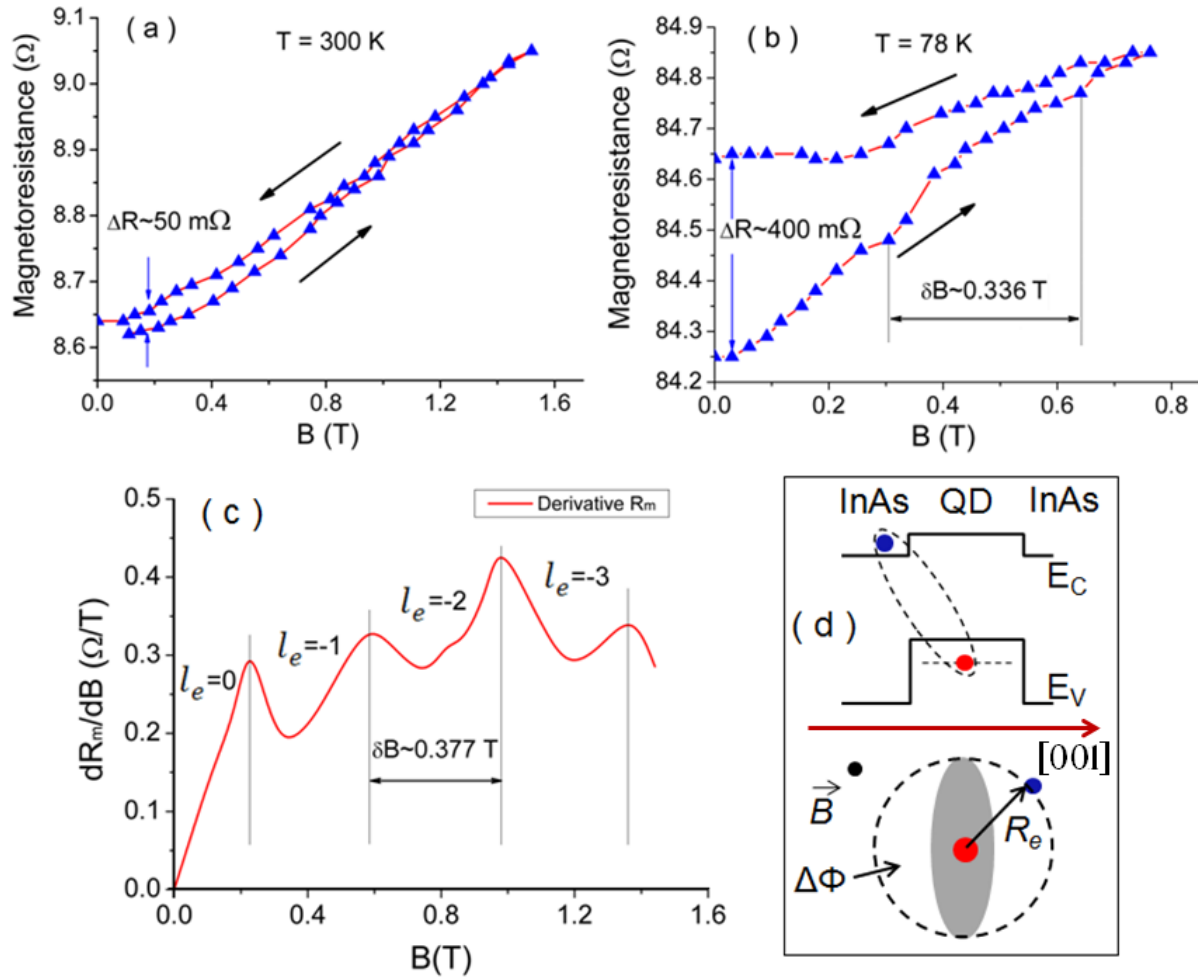 ( a )
T = 300 K
Magnetoresistance (Ω)
9.1
9.0
8.9
8.8
8.7
8.6
ΔR~50 mΩ
0.0 0.4 0.8 1.2 1.6
B (T)
( b )
T = 78 K
Magnetoresistance (Ω)
84.9
84.8
84.7
84.6
84.5
84.4
84.3
84.2
ΔR~400 mΩ
δB~0.336 T
0.0 0.2 0.4 0.6 0.8
B (T)
( c )
Derivative Rm
dRm/dB (Ω/T)
0.5
0.4
0.3
0.2
0.1
0.0
le=0
le=-1
le=-2
le=-3
δB~0.377 T
0.0 0.4 0.8 1.2 1.6
B(T)
InAs QD InAs
EC
( d )
EV
[001]
B
Re
ΔΦ